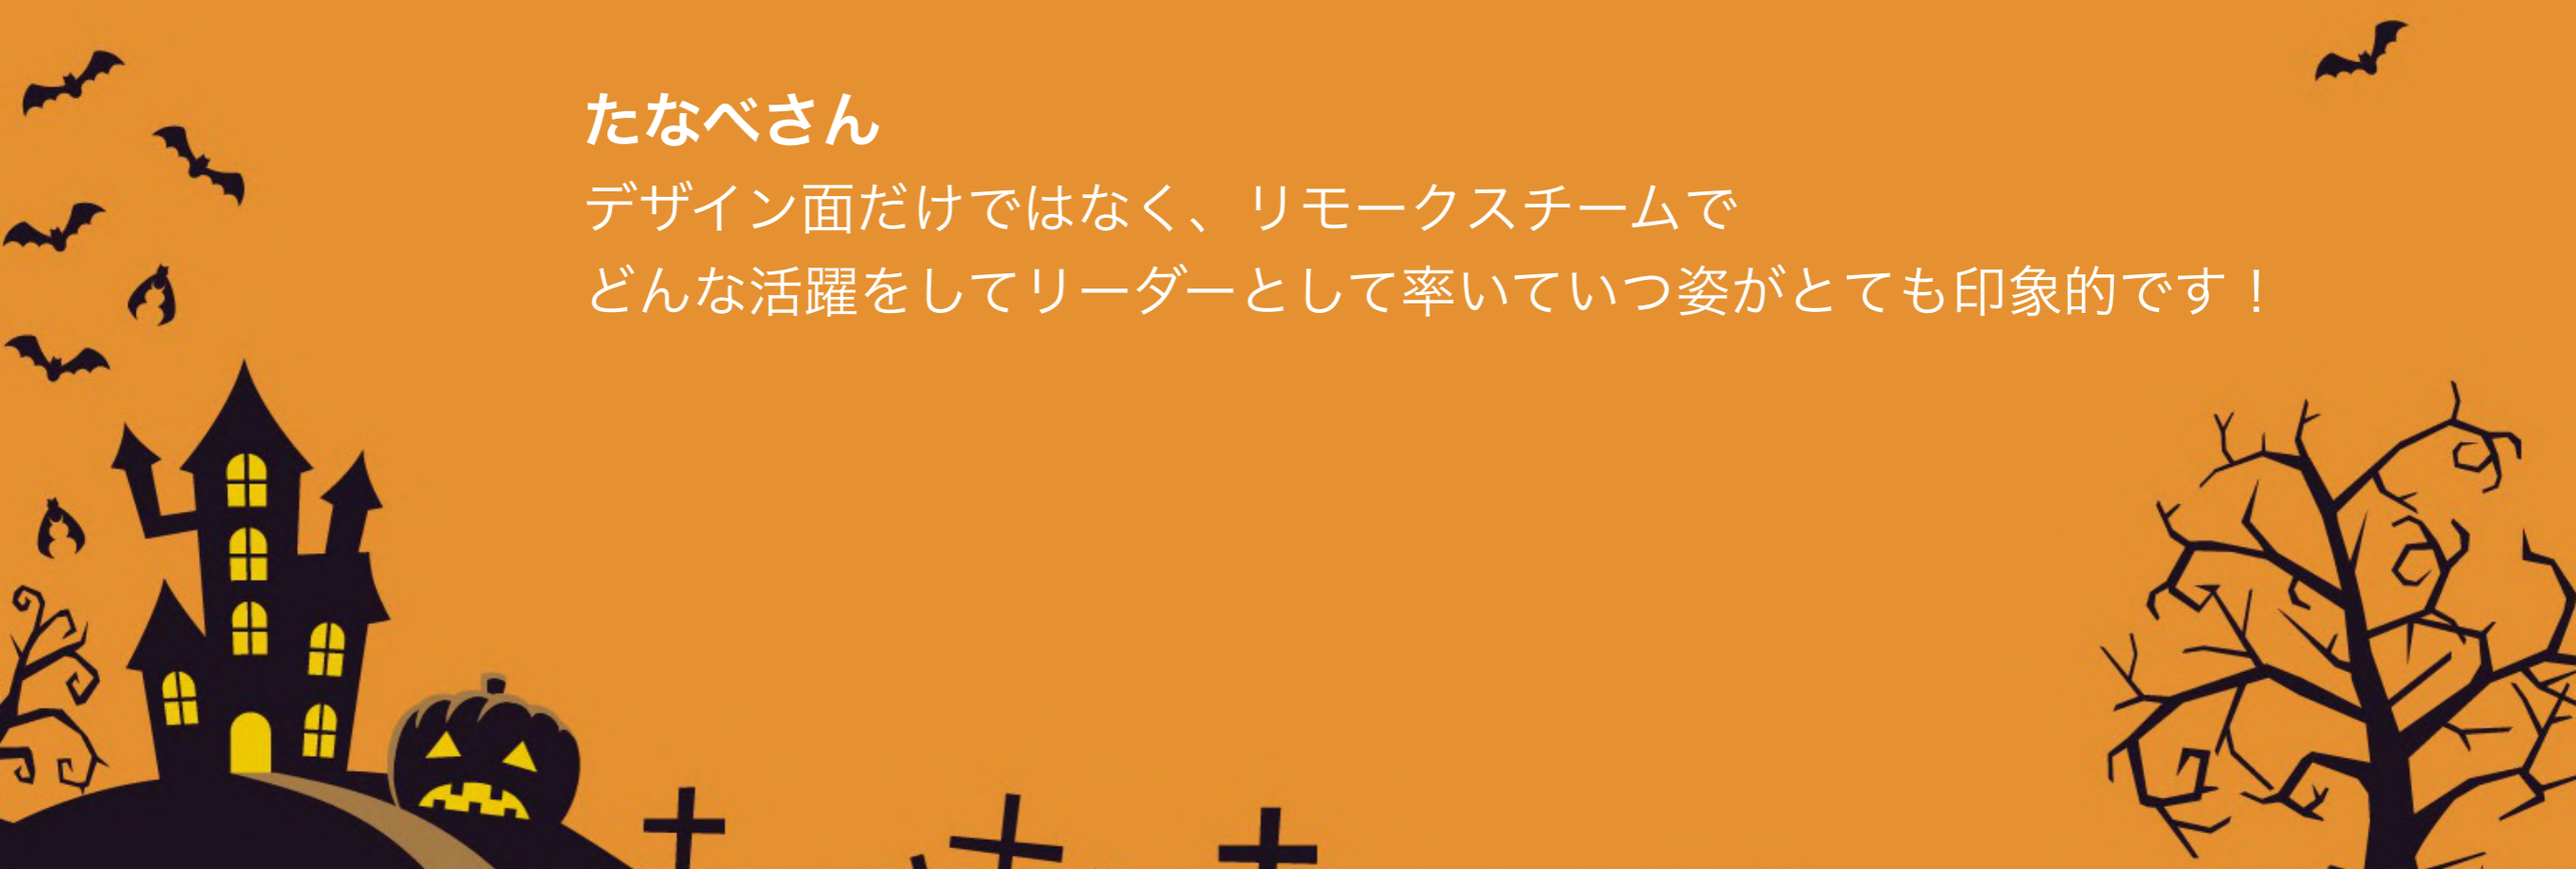 たなべさん
デザイン面だけではなく、リモークスチームで
どんな活躍をしてリーダーとして率いていつ姿がとても印象的です！